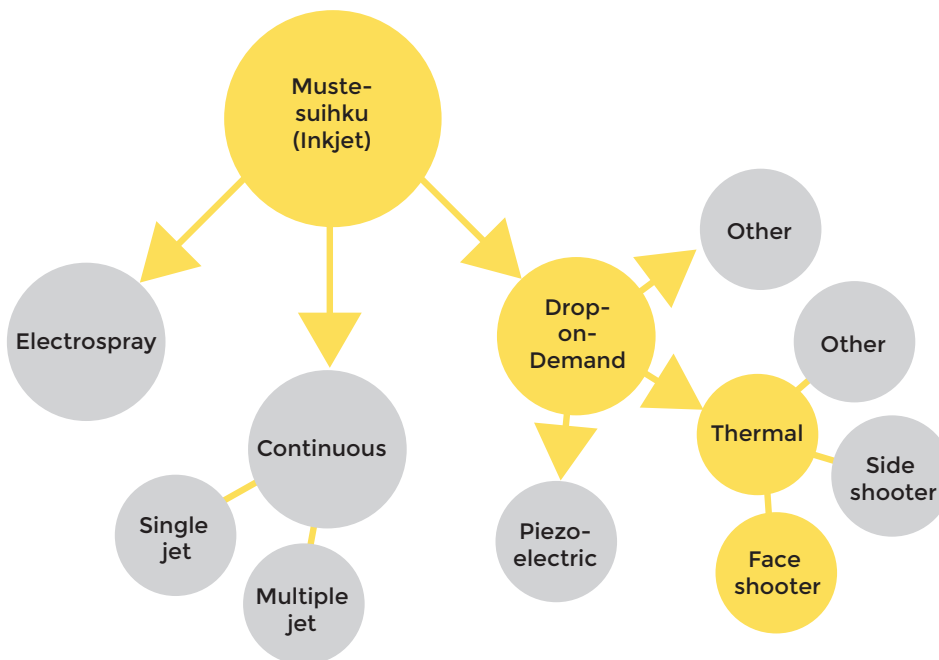 Muste-
suihku
(Inkjet)
Electrospray
Continuous
Single
jet
Multiple
jet
Drop-
on-
Demand
Other
Piezo-
electric
Thermal
Other
Side
shooter
Face
shooter